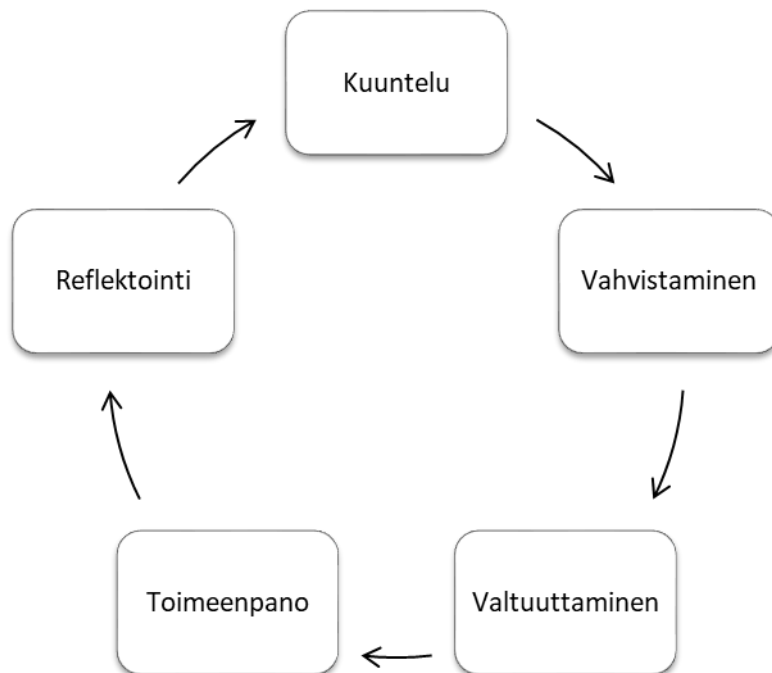 Kuuntelu
Vahvistaminen
Valtuuttaminen
Toimeenpano
Reflektointi